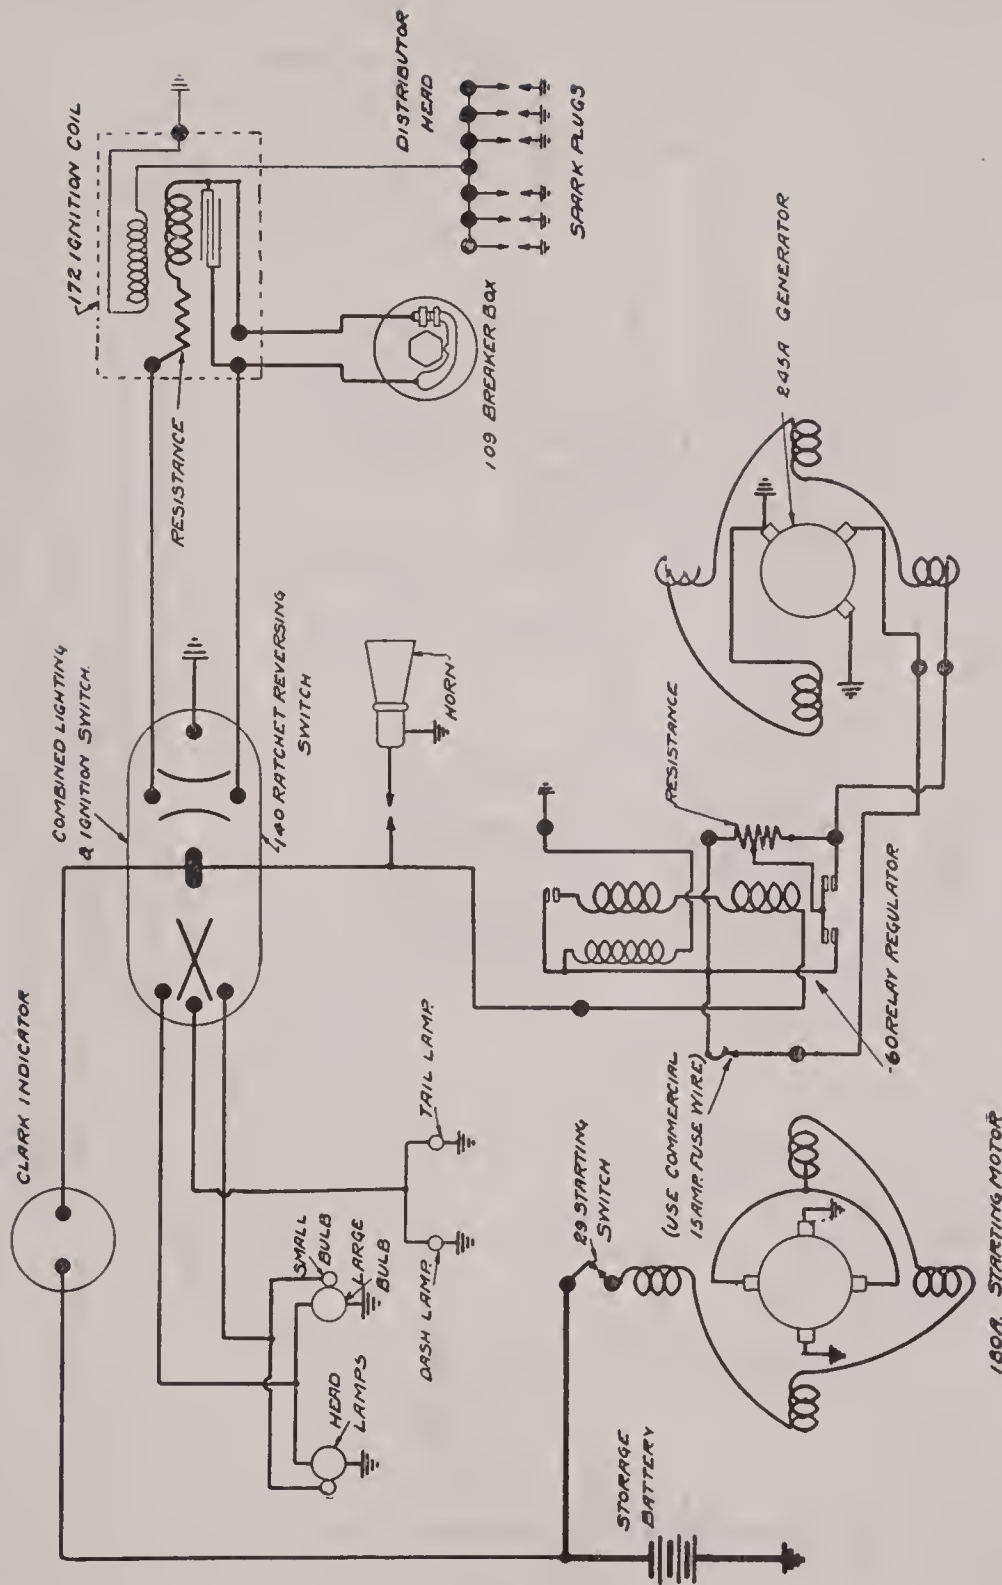 CLARK INDICATOR
COMBINED LIGHTING
& IGNITION SWITCH.
172 IGNITION COIL
RESISTANCE
440 RATCHET REVERSING
SWITCH
DISTRIBUTOR
HEAD
SPARK PLUGS
109 BREAKER BOX
HORN
SMALL
BULB
LARGE
BULB
HEAD
LAMPS
DASH LAMP
TAIL LAMP
STORAGE
BATTERY
29 STARTING
SWITCH
(USE COMMERCIAL
15 AMP. FUSE WIRE)
RESISTANCE
60 RELAY REGULATOR
245A GENERATOR
180A STARTING MOTOR